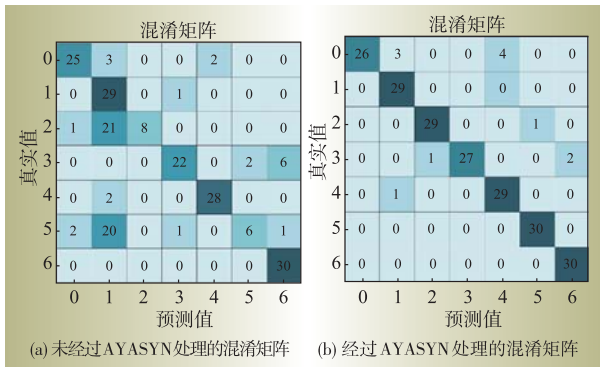 混淆矩阵
真实值
0 25 3 0 0 2 0 0
1 0 29 0 1 0 0 0
2 1 21 8 0 0 0 0
3 0 0 0 22 0 2 6
4 0 2 0 0 28 0 0
5 2 20 0 1 0 6 1
6 0 0 0 0 0 0 30
0 1 2 3 4 5 6
预测值
(a) 未经过AYASYN处理的混淆矩阵
混淆矩阵
真实值
0 26 3 0 0 4 0 0
1 0 29 0 0 0 0 0
2 0 0 29 0 0 1 0
3 0 0 1 27 0 0 2
4 0 1 0 0 29 0 0
5 0 0 0 0 0 30 0
6 0 0 0 0 0 0 30
0 1 2 3 4 5 6
预测值
(b) 经过AYASYN处理的混淆矩阵